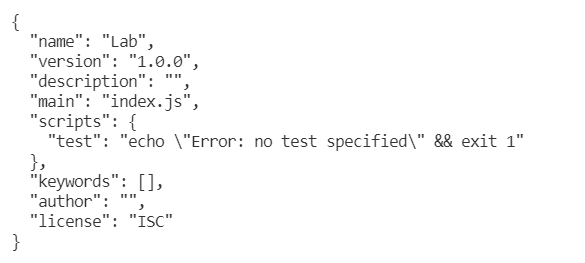 {
  "name": "Lab",
  "version": "1.0.0",
  "description": "",
  "main": "index.js",
  "scripts": {
    "test": "echo \"Error: no test specified\" && exit 1"
  },
  "keywords": [],
  "author": "",
  "license": "ISC"
}